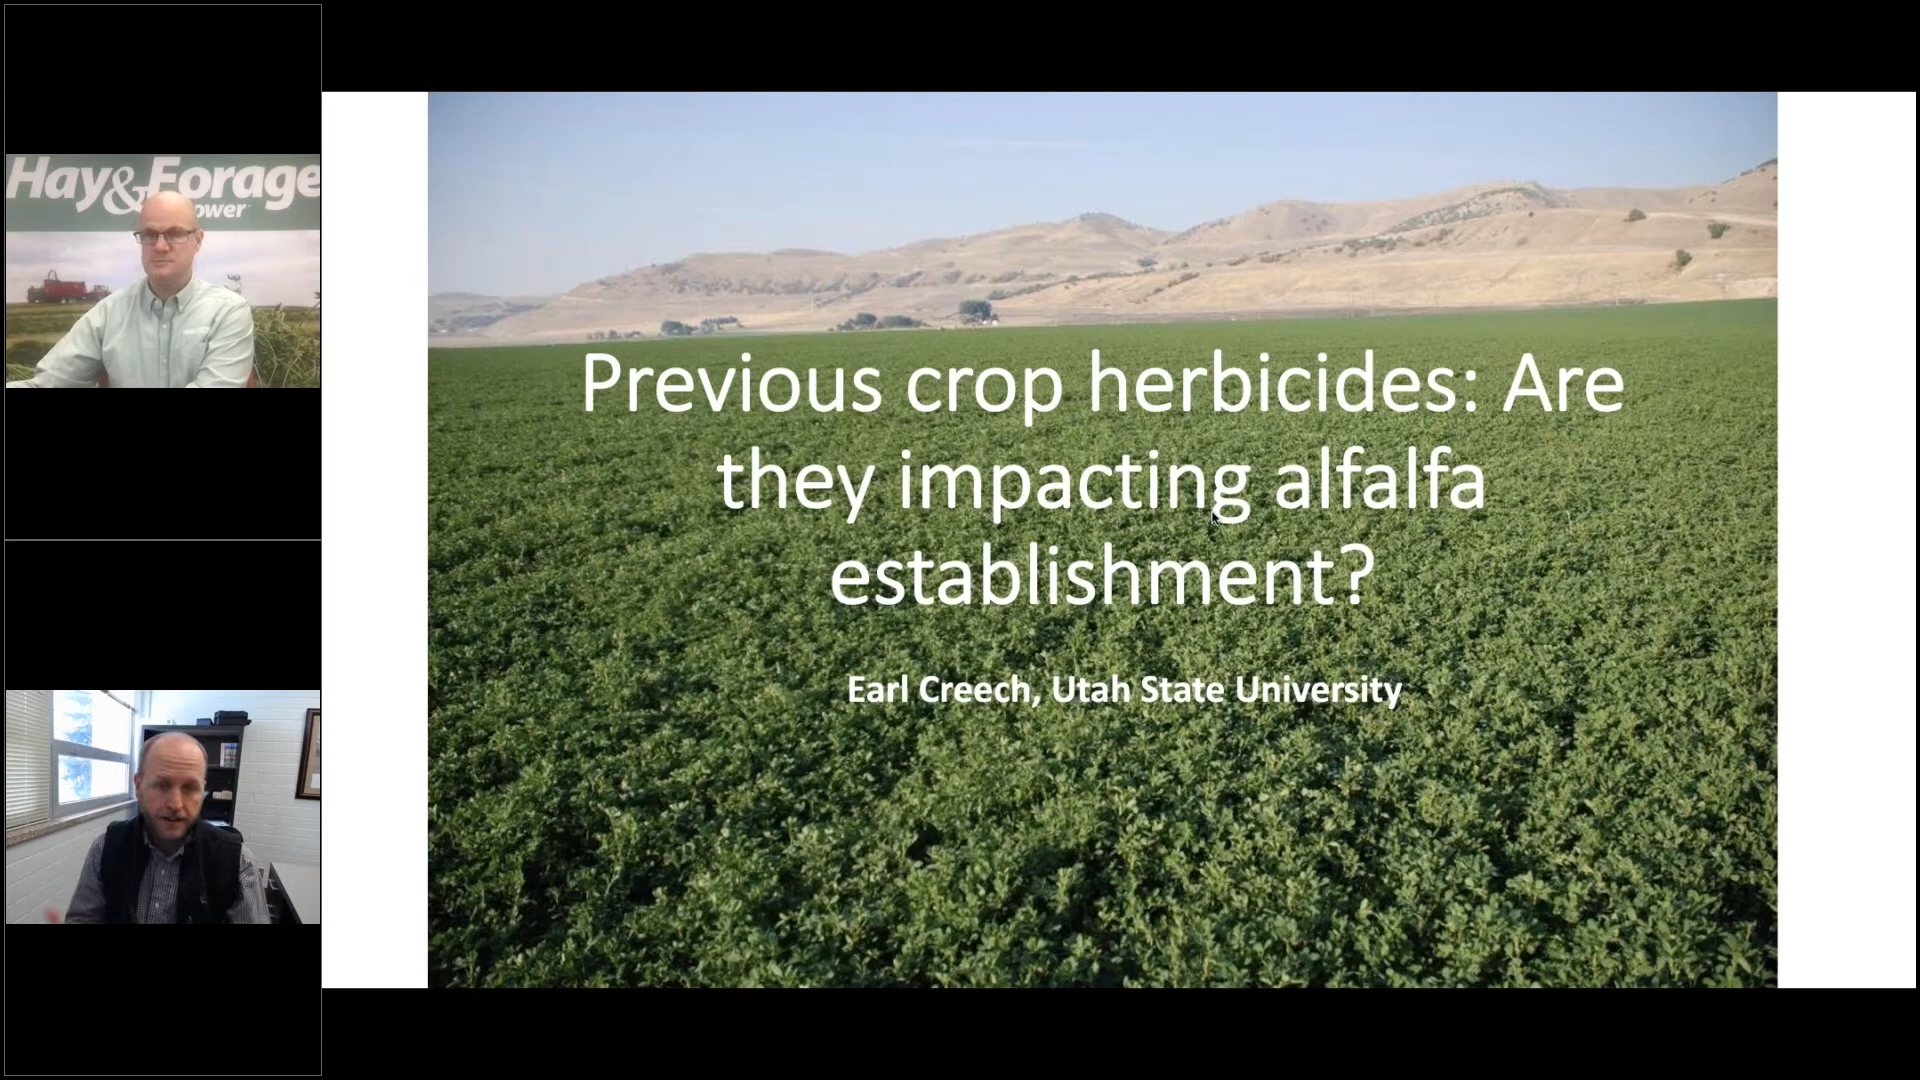 Hay&Forage
ower
Previous crop herbicides: Are
they impacting alfalfa
establishment?
Earl Creech, Utah State University